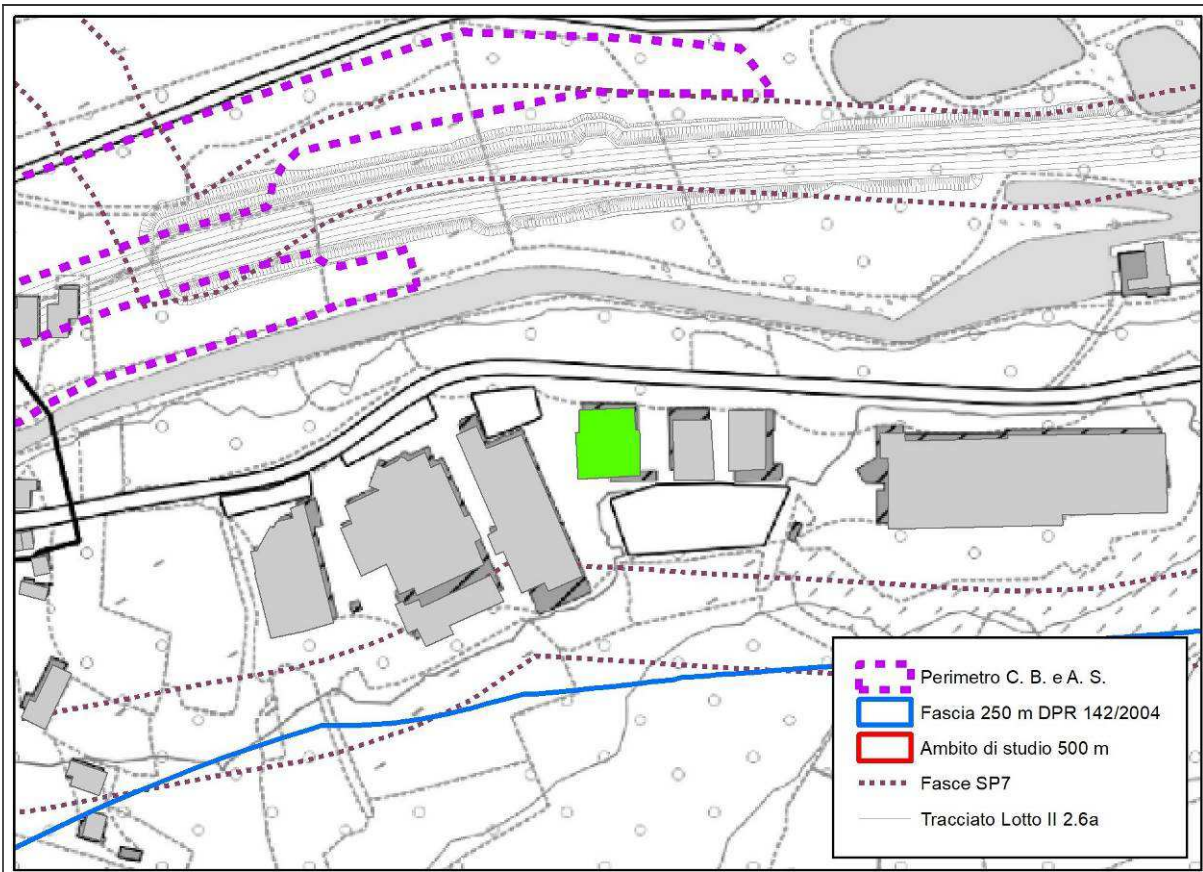 Perimetro C. B. e A. S.
Fascia 250 m DPR 142/2004
Ambito di studio 500 m
Fasce SP7
Tracciato Lotto II 2.6a